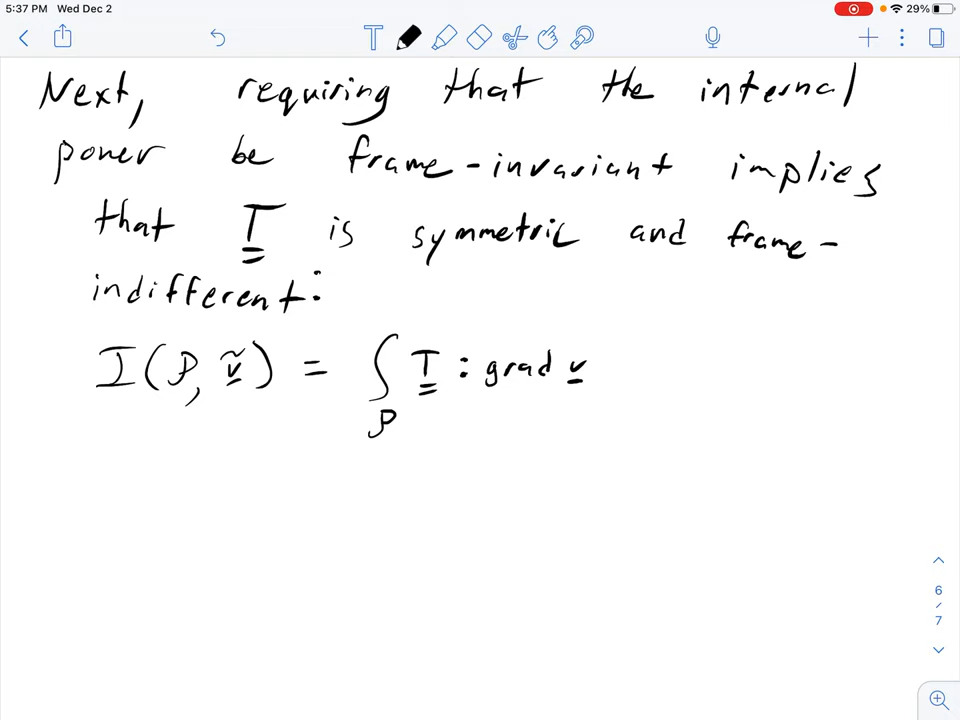 5:37 PM Wed Dec 2
29%
Next, requiring that the internal
power be frame-invariant implies
that T is symmetric and frame-
indifferent:
I(P, ṽ) = ∫ T : grad v
P
6
/
7